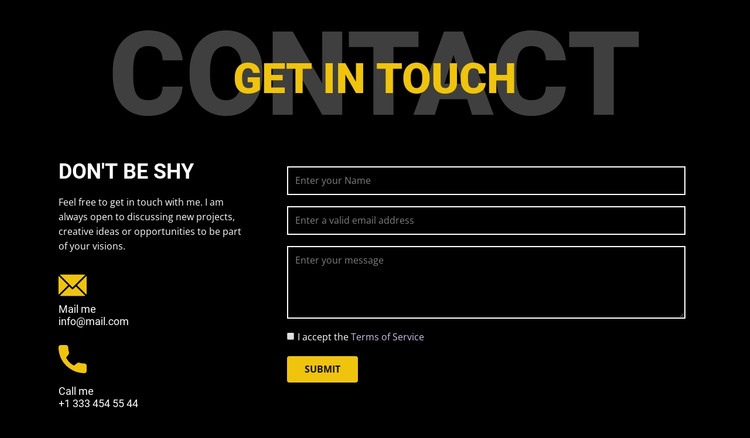 CONTACT
GET IN TOUCH
DON'T BE SHY
Feel free to get in touch with me. I am
always open to discussing new projects,
creative ideas or opportunities to be part
of your visions.
Mail me
info@mail.com
Call me
+1 333 454 55 44
Enter your Name
Enter a valid email address
Enter your message
I accept the Terms of Service
SUBMIT